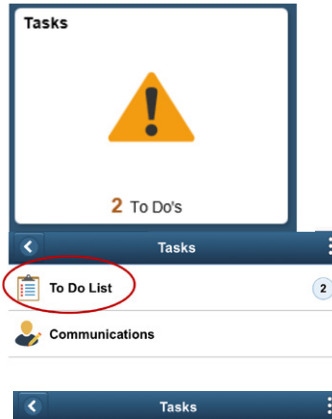 Tasks
2 To Do's
Tasks
To Do List 2
Communications
Tasks